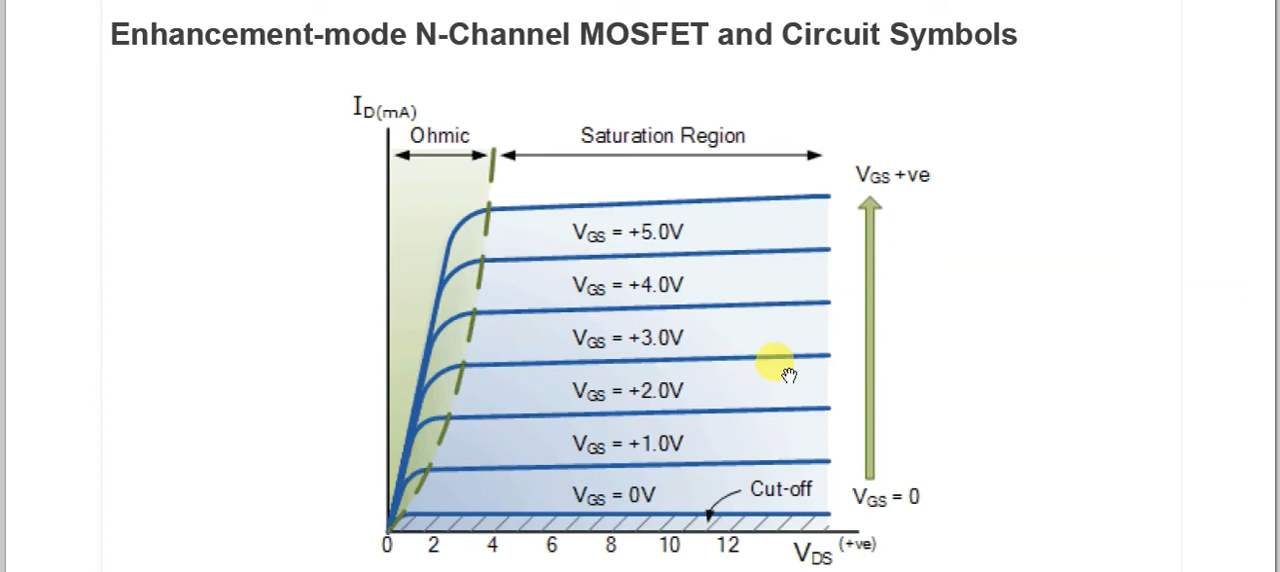 Enhancement-mode N-Channel MOSFET and Circuit Symbols
ID(mA)
Ohmic
Saturation Region
VGS +ve
VGS = +5.0V
VGS = +4.0V
VGS = +3.0V
VGS = +2.0V
VGS = +1.0V
VGS = 0V
Cut-off
VGS = 0
0 2 4 6 8 10 12
VDS (+ve)